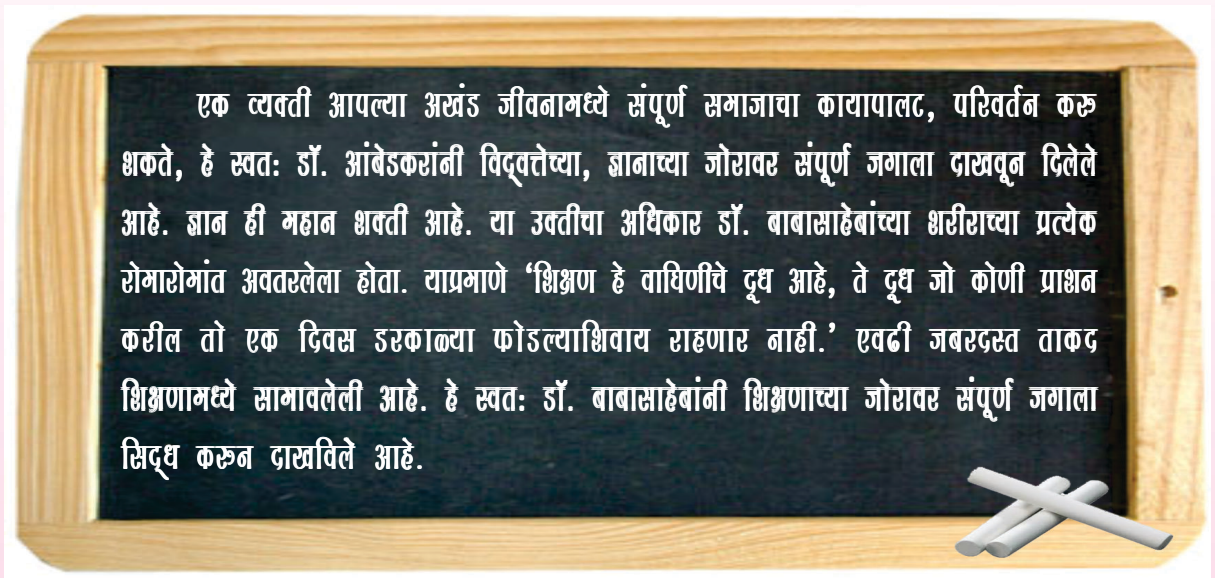 एक व्यक्ती आपल्या अखंड जीवनामध्ये संपूर्ण समाजाचा कायापालट, परिवर्तन करू
शकते, हे स्वतः डॉ. आंबेडकरांनी विद्‌वत्तेच्या, ज्ञानाच्या जोरावर संपूर्ण जगाला दाखवून दिलेले
आहे. ज्ञान ही महान शक्ती आहे. या उक्तीचा अधिकार डॉ. बाबासाहेबांच्या शरीराच्या प्रत्येक
रोमारोमांत अवतरलेला होता. याप्रमाणे ‘शिक्षण हे वाघिणीचे दूध आहे, ते दूध जो कोणी प्राशन
करील तो एक दिवस डरकाळ्या फोडल्याशिवाय राहणार नाही.’ एवढी जबरदस्त ताकद
शिक्षणामध्ये सामावलेली आहे. हे स्वतः डॉ. बाबासाहेबांनी शिक्षणाच्या जोरावर संपूर्ण जगाला
सिद्‌ध करून दाखविले आहे.